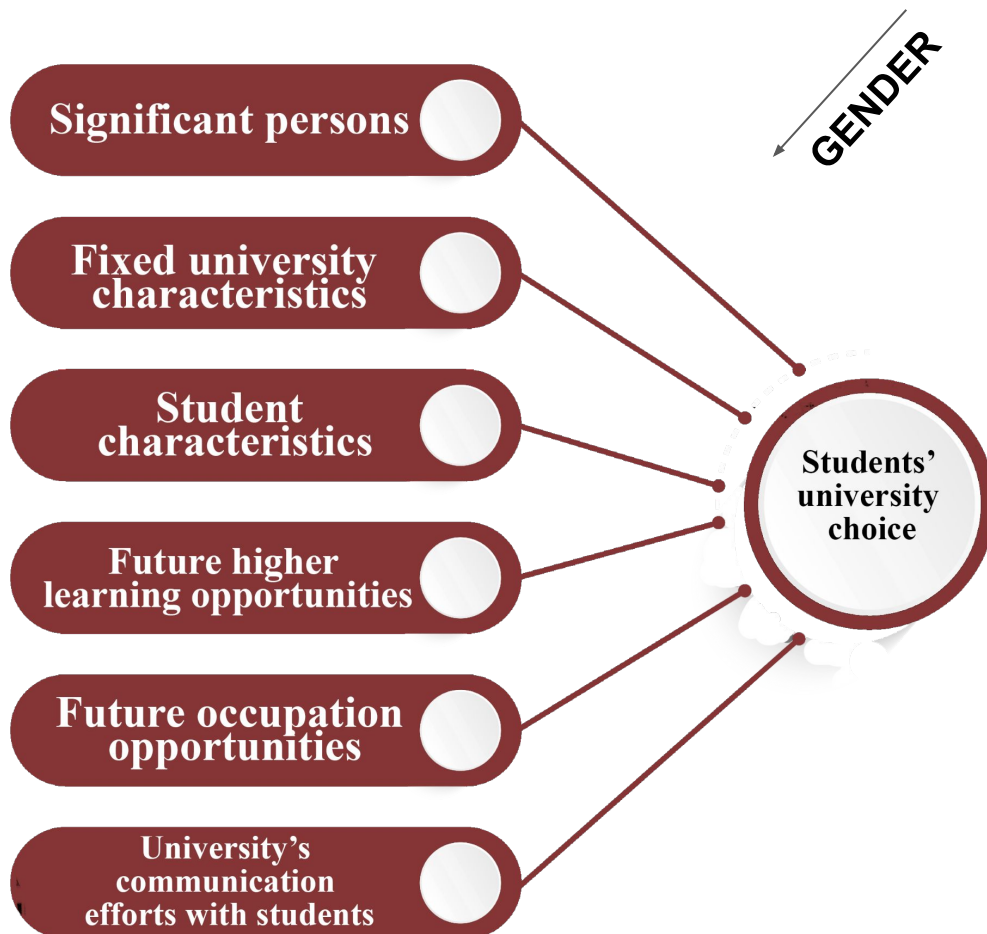 GENDER
Significant persons
Fixed university
characteristics
Student
characteristics
Future higher
learning opportunities
Future occupation
opportunities
University’s
communication
efforts with students
Students’
university
choice